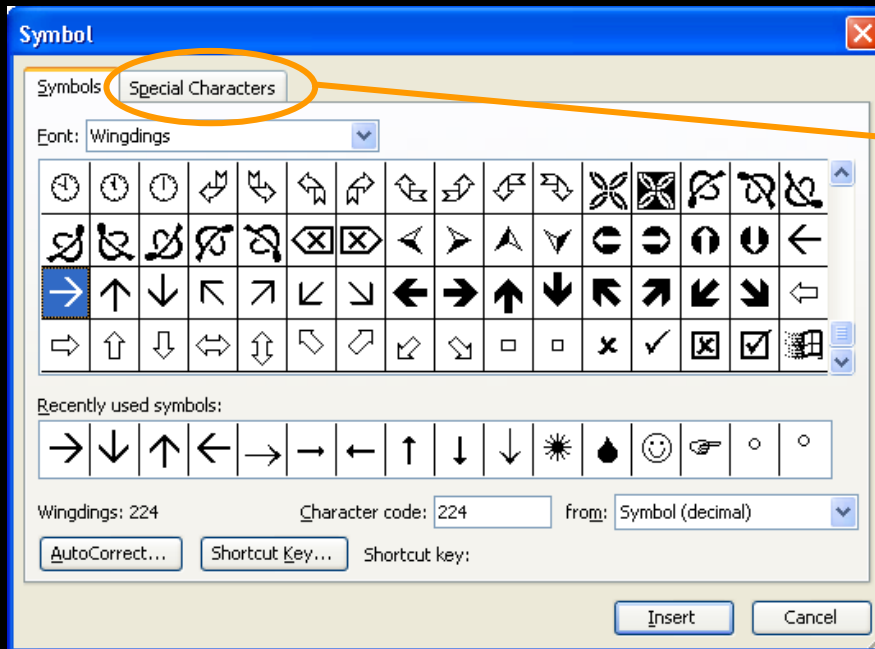 Symbol
Symbols Special Characters
Font: Wingdings
Recently used symbols:
Wingdings: 224 Character code: 224 from: Symbol (decimal)
AutoCorrect... Shortcut Key... Shortcut key:
Insert Cancel